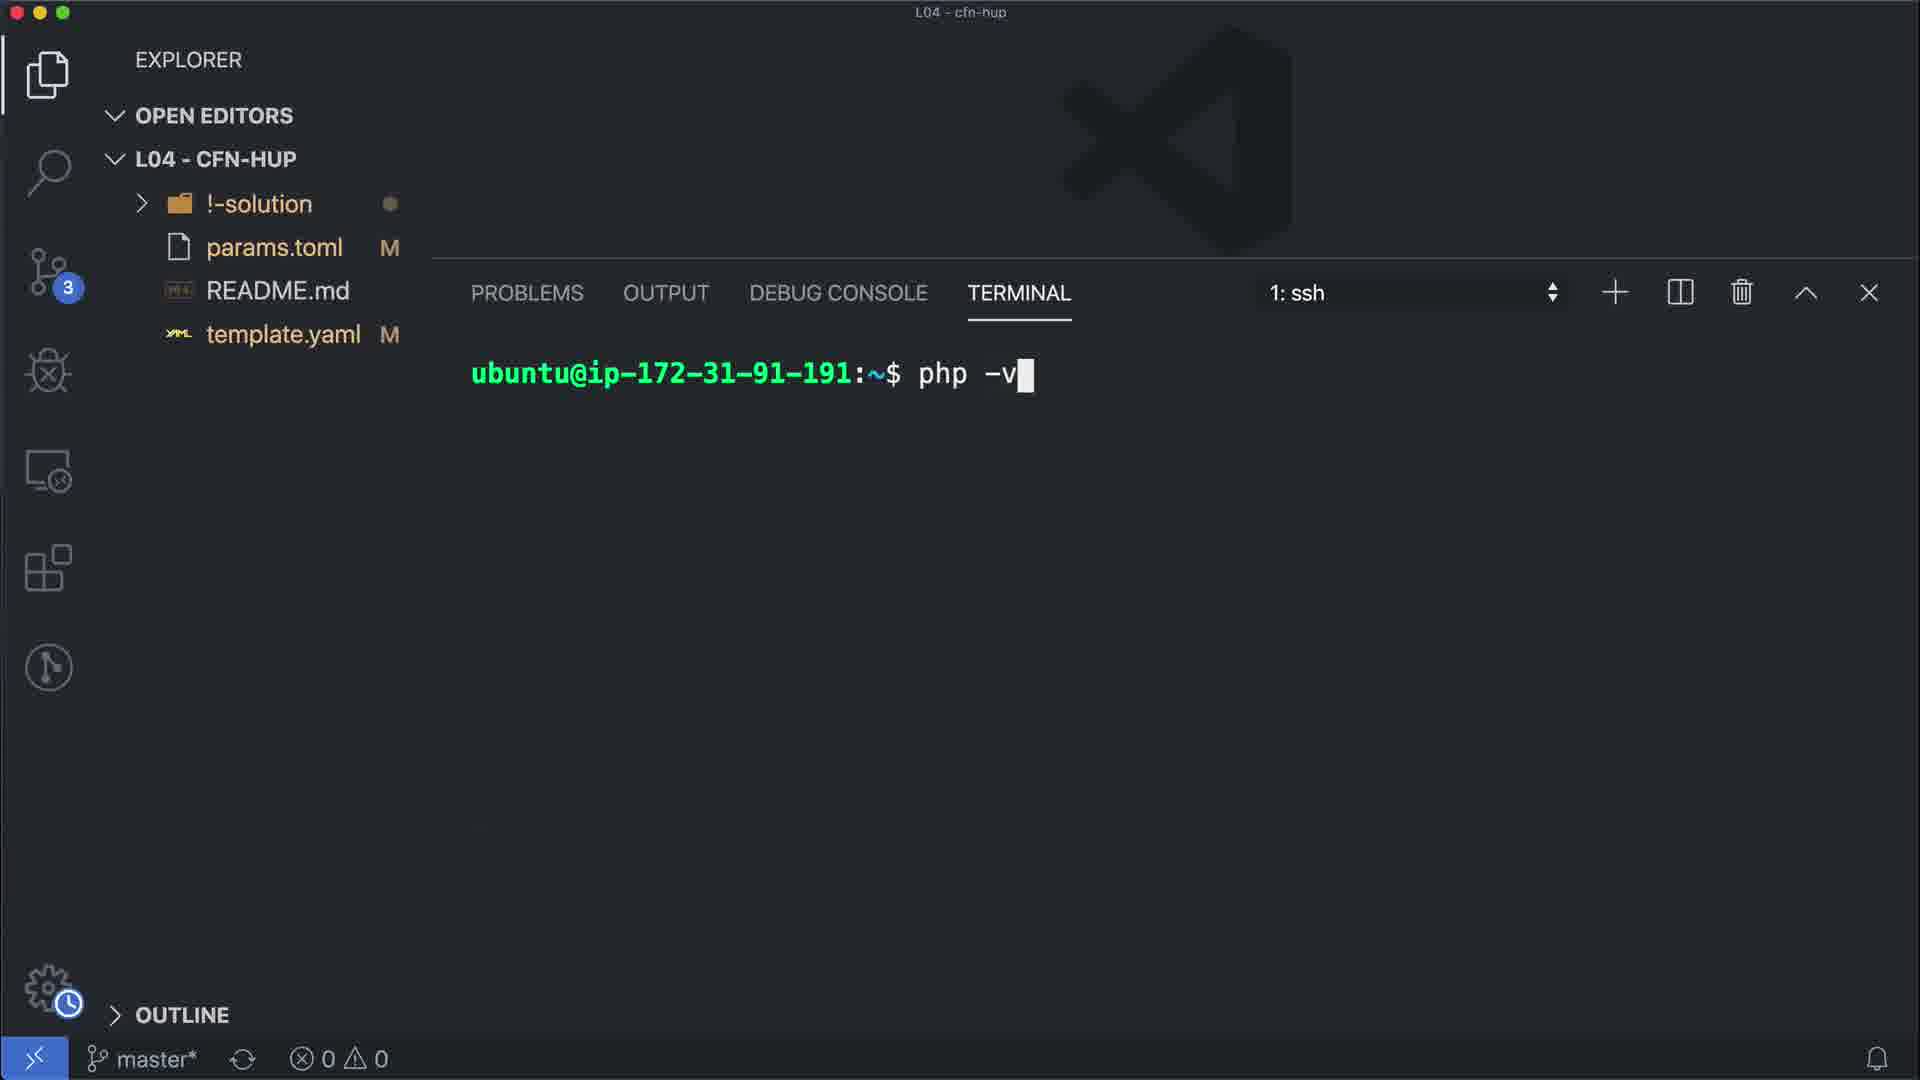 L04 - cfn-hup
EXPLORER
OPEN EDITORS
L04 - CFN-HUP
!-solution
params.toml M
README.md
template.yaml M
3
PROBLEMS OUTPUT DEBUG CONSOLE TERMINAL 1: ssh
ubuntu@ip-172-31-91-191:~$ php -v
OUTLINE
master* 0 0